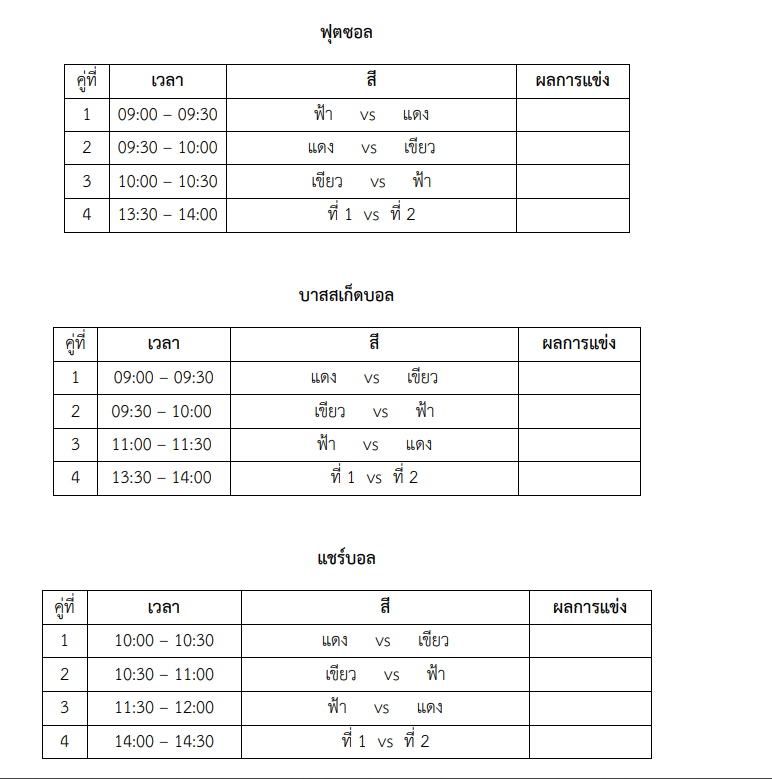 ฟุตซอล
คู่ที่ เวลา สี ผลการแข่ง
1 09:00 – 09:30 ฟ้า vs แดง
2 09:30 – 10:00 แดง vs เขียว
3 10:00 – 10:30 เขียว vs ฟ้า
4 13:30 – 14:00 ที่ 1 vs ที่ 2
บาสสเก็ตบอล
คู่ที่ เวลา สี ผลการแข่ง
1 09:00 – 09:30 แดง vs เขียว
2 09:30 – 10:00 เขียว vs ฟ้า
3 11:00 – 11:30 ฟ้า vs แดง
4 13:30 – 14:00 ที่ 1 vs ที่ 2
แชร์บอล
คู่ที่ เวลา สี ผลการแข่ง
1 10:00 – 10:30 แดง vs เขียว
2 10:30 – 11:00 เขียว vs ฟ้า
3 11:30 – 12:00 ฟ้า vs แดง
4 14:00 – 14:30 ที่ 1 vs ที่ 2